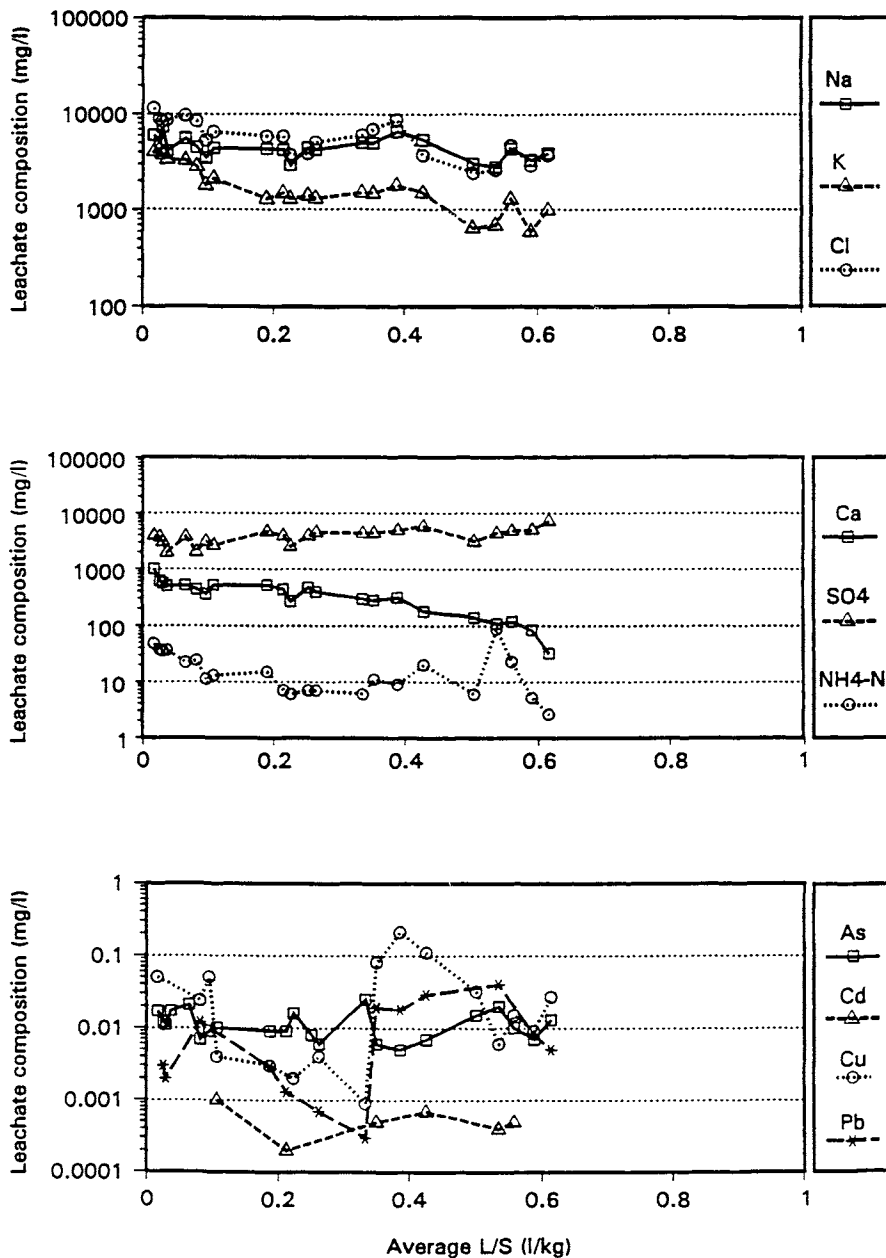 Leachate composition (mg/l)
100000
10000
1000
100
0
0.2
0.4
0.6
0.8
1
Na
K
Cl
Leachate composition (mg/l)
100000
10000
1000
100
10
1
0
0.2
0.4
0.6
0.8
1
Ca
SO4
NH4-N
Leachate composition (mg/l)
1
0.1
0.01
0.001
0.0001
0
0.2
0.4
0.6
0.8
1
As
Cd
Cu
Pb
Average L/S (l/kg)